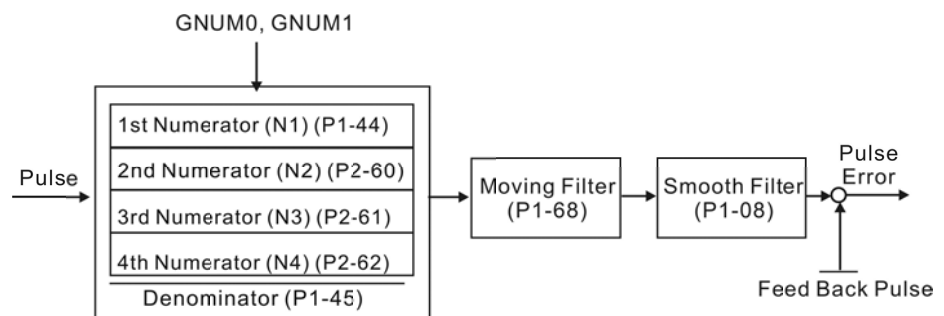 GNUM0, GNUM1
Pulse
1st Numerator (N1) (P1-44)
2nd Numerator (N2) (P2-60)
3rd Numerator (N3) (P2-61)
4th Numerator (N4) (P2-62)
Denominator (P1-45)
Moving Filter
(P1-68)
Smooth Filter
(P1-08)
Pulse
Error
Feed Back Pulse